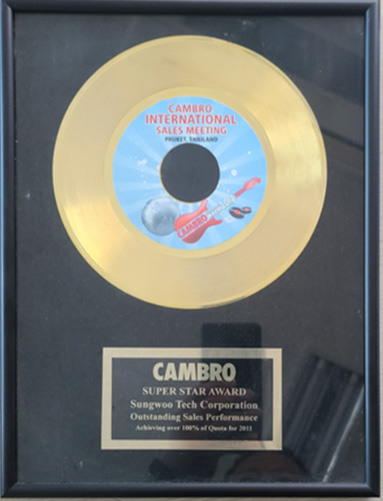 CAMBRO
INTERNATIONAL
SALES MEETING
PHUKET, THAILAND
CAMBRO
CAMBRO
SUPER STAR AWARD
Sungwoo Tech Corporation
Outstanding Sales Performance
Achieving over 100% of Quota for 2011